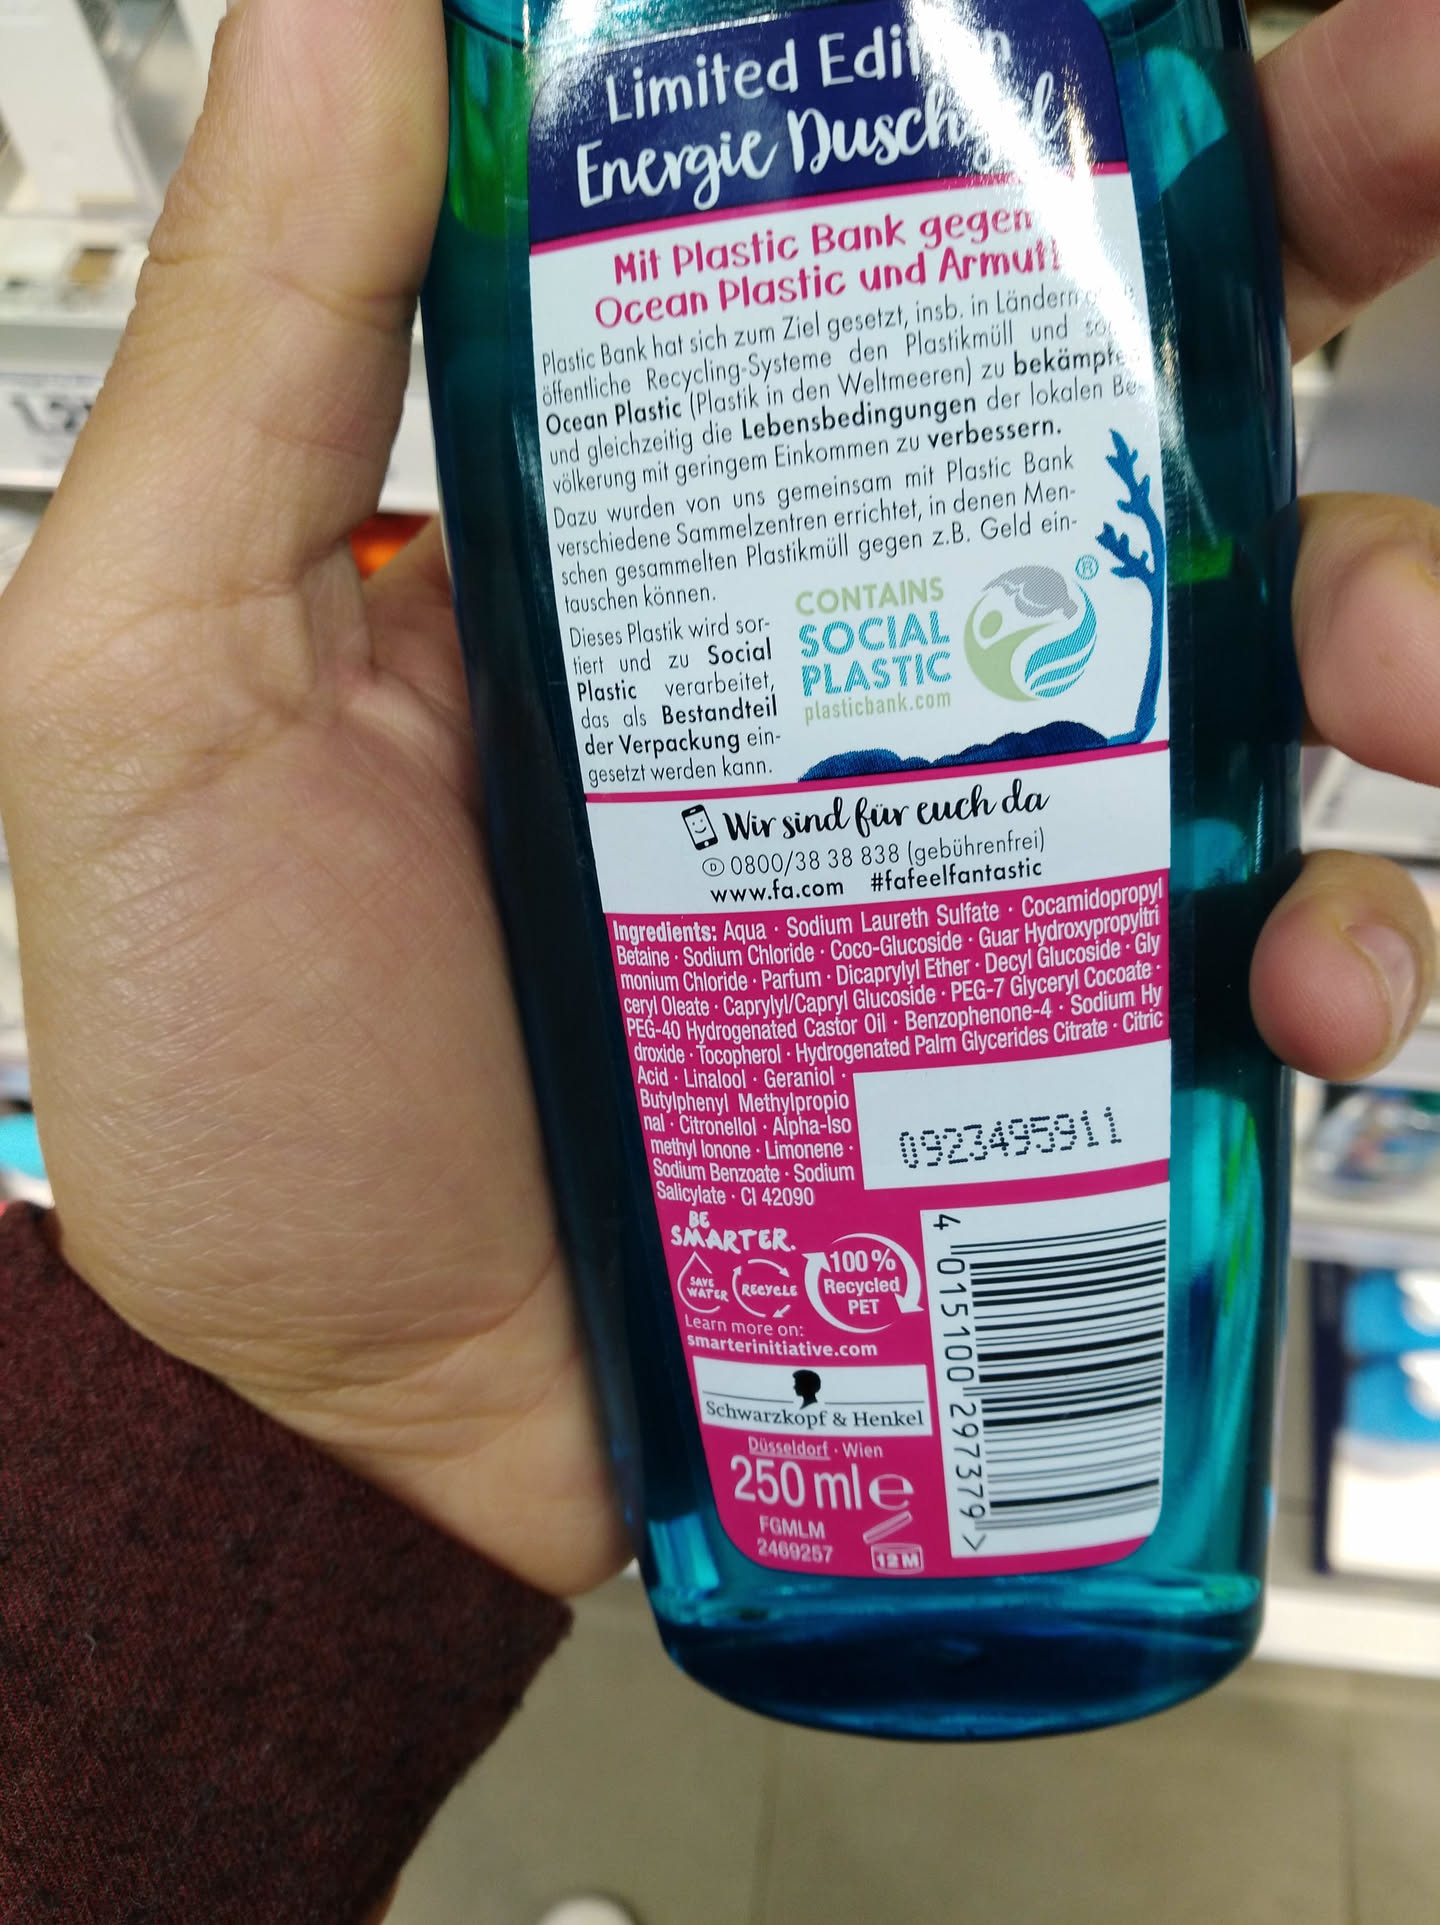 Limited Edition
Energie Duschgel
Mit Plastic Bank gegen
Ocean Plastic und Armut!
Plastic Bank hat sich zum Ziel gesetzt, insb. in Ländern
öffentliche Recycling-Systeme den Plastikmüll und
Ocean Plastic (Plastik in den Weltmeeren) zu bekämpfen
und gleichzeitig die Lebensbedingungen der lokalen Be-
völkerung mit geringem Einkommen zu verbessern.
Dazu wurden von uns gemeinsam mit Plastic Bank
verschiedene Sammelzentren errichtet, in denen Men-
schen gesammelten Plastikmüll gegen z.B. Geld ein-
tauschen können.
Dieses Plastik wird sor-
tiert und zu Social
Plastic verarbeitet,
das als Bestandteil
der Verpackung ein-
gesetzt werden kann.
CONTAINS
SOCIAL
PLASTIC
plasticbank.com
®
Wir sind für euch da
D 0800/38 38 838 (gebührenfrei)
www.fa.com #fafeelfantastic
Ingredients: Aqua · Sodium Laureth Sulfate · Cocamidopropyl
Betaine · Sodium Chloride · Coco-Glucoside · Guar Hydroxypropyltri
monium Chloride · Parfum · Dicaprylyl Ether · Decyl Glucoside · Gly
ceryl Oleate · Caprylyl/Capryl Glucoside · PEG-7 Glyceryl Cocoate ·
PEG-40 Hydrogenated Castor Oil · Benzophenone-4 · Sodium Hy
droxide · Tocopherol · Hydrogenated Palm Glycerides Citrate · Citric
Acid · Linalool · Geraniol ·
Butylphenyl Methylpropio
nal · Citronellol · Alpha-Iso
methyl Ionone · Limonene ·
Sodium Benzoate · Sodium
Salicylate · CI 42090
0923495911
BE
SMARTER.
SAVE
WATER
RECYCLE
100%
Recycled
PET
Learn more on:
smarterinitiative.com
Schwarzkopf & Henkel
Düsseldorf · Wien
250 ml e
FGMLM
2469257
12 M
4 015100 297379 >